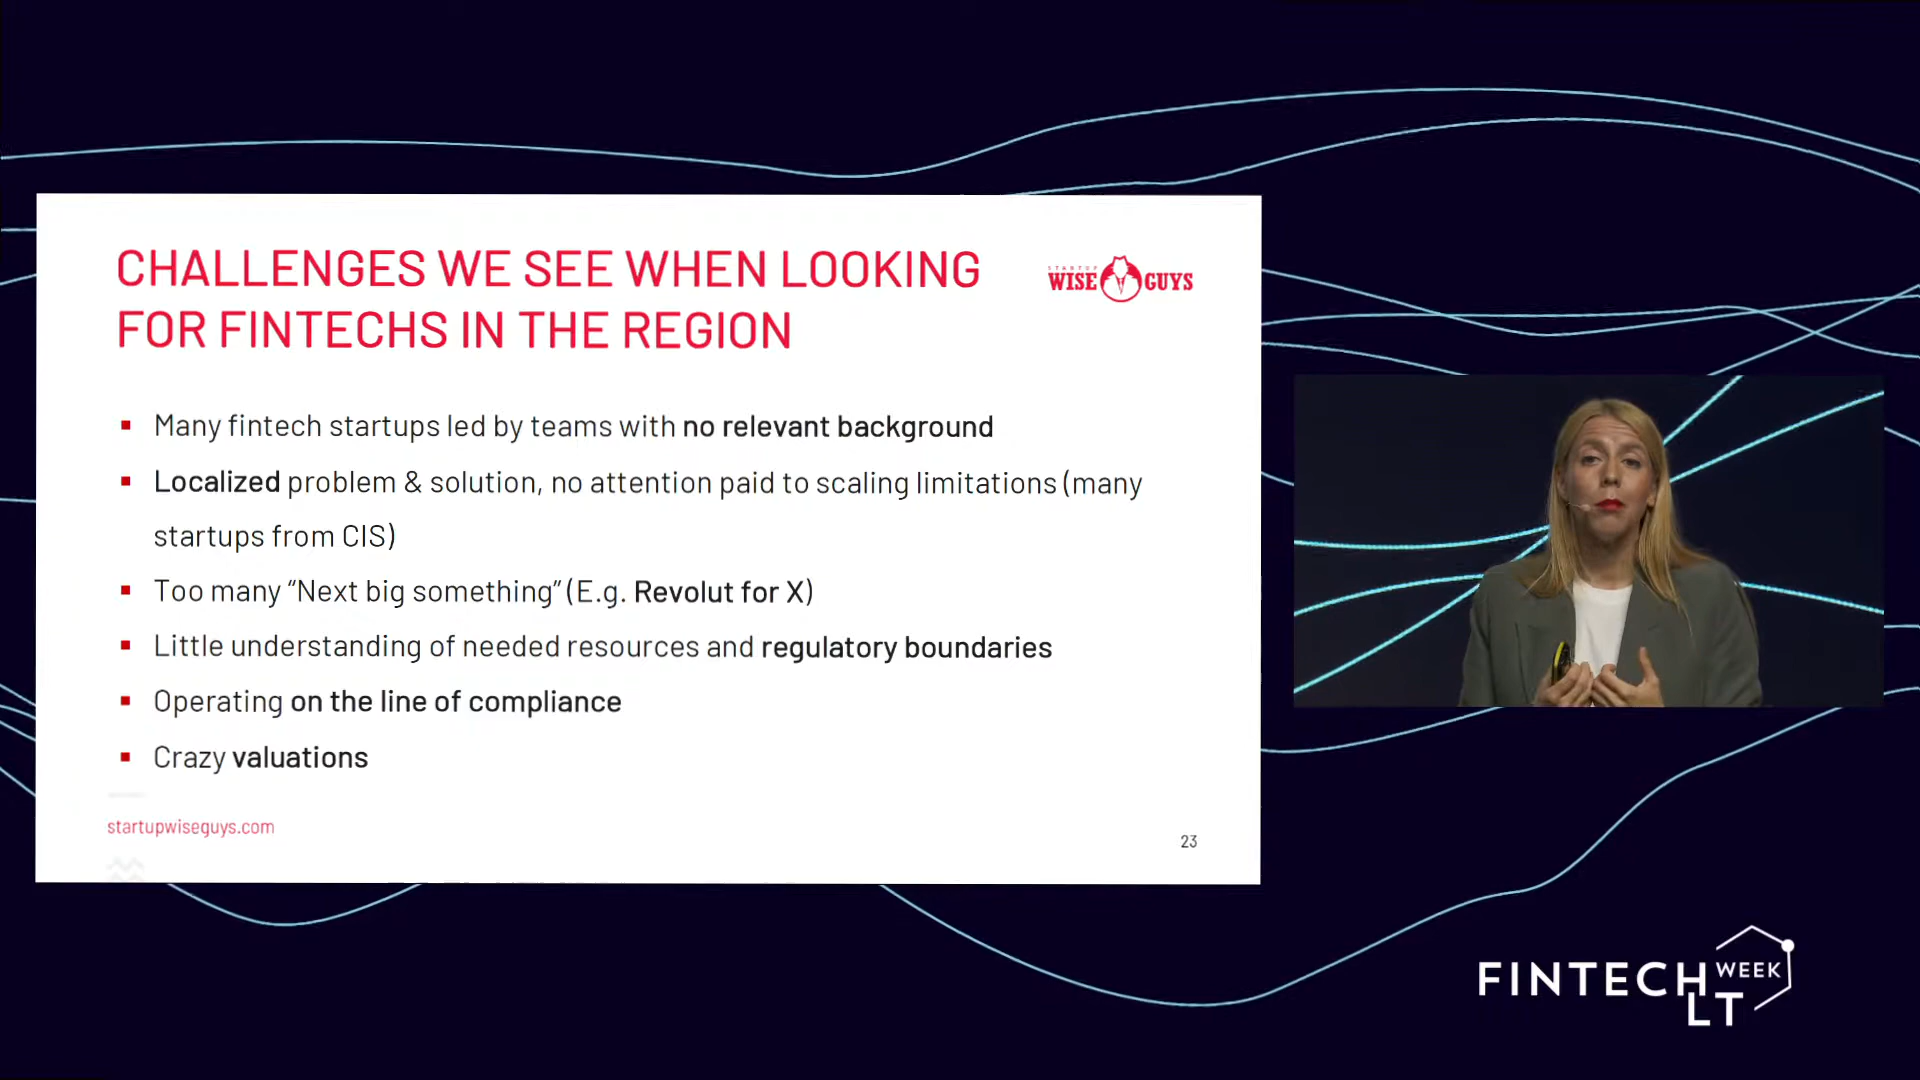 CHALLENGES WE SEE WHEN LOOKING
FOR FINTECHS IN THE REGION
STARTUP
WISE GUYS
▪ Many fintech startups led by teams with no relevant background
▪ Localized problem & solution, no attention paid to scaling limitations (many
startups from CIS)
▪ Too many “Next big something” (E.g. Revolut for X)
▪ Little understanding of needed resources and regulatory boundaries
▪ Operating on the line of compliance
▪ Crazy valuations
startupwiseguys.com
23
FINTECH WEEK
LT